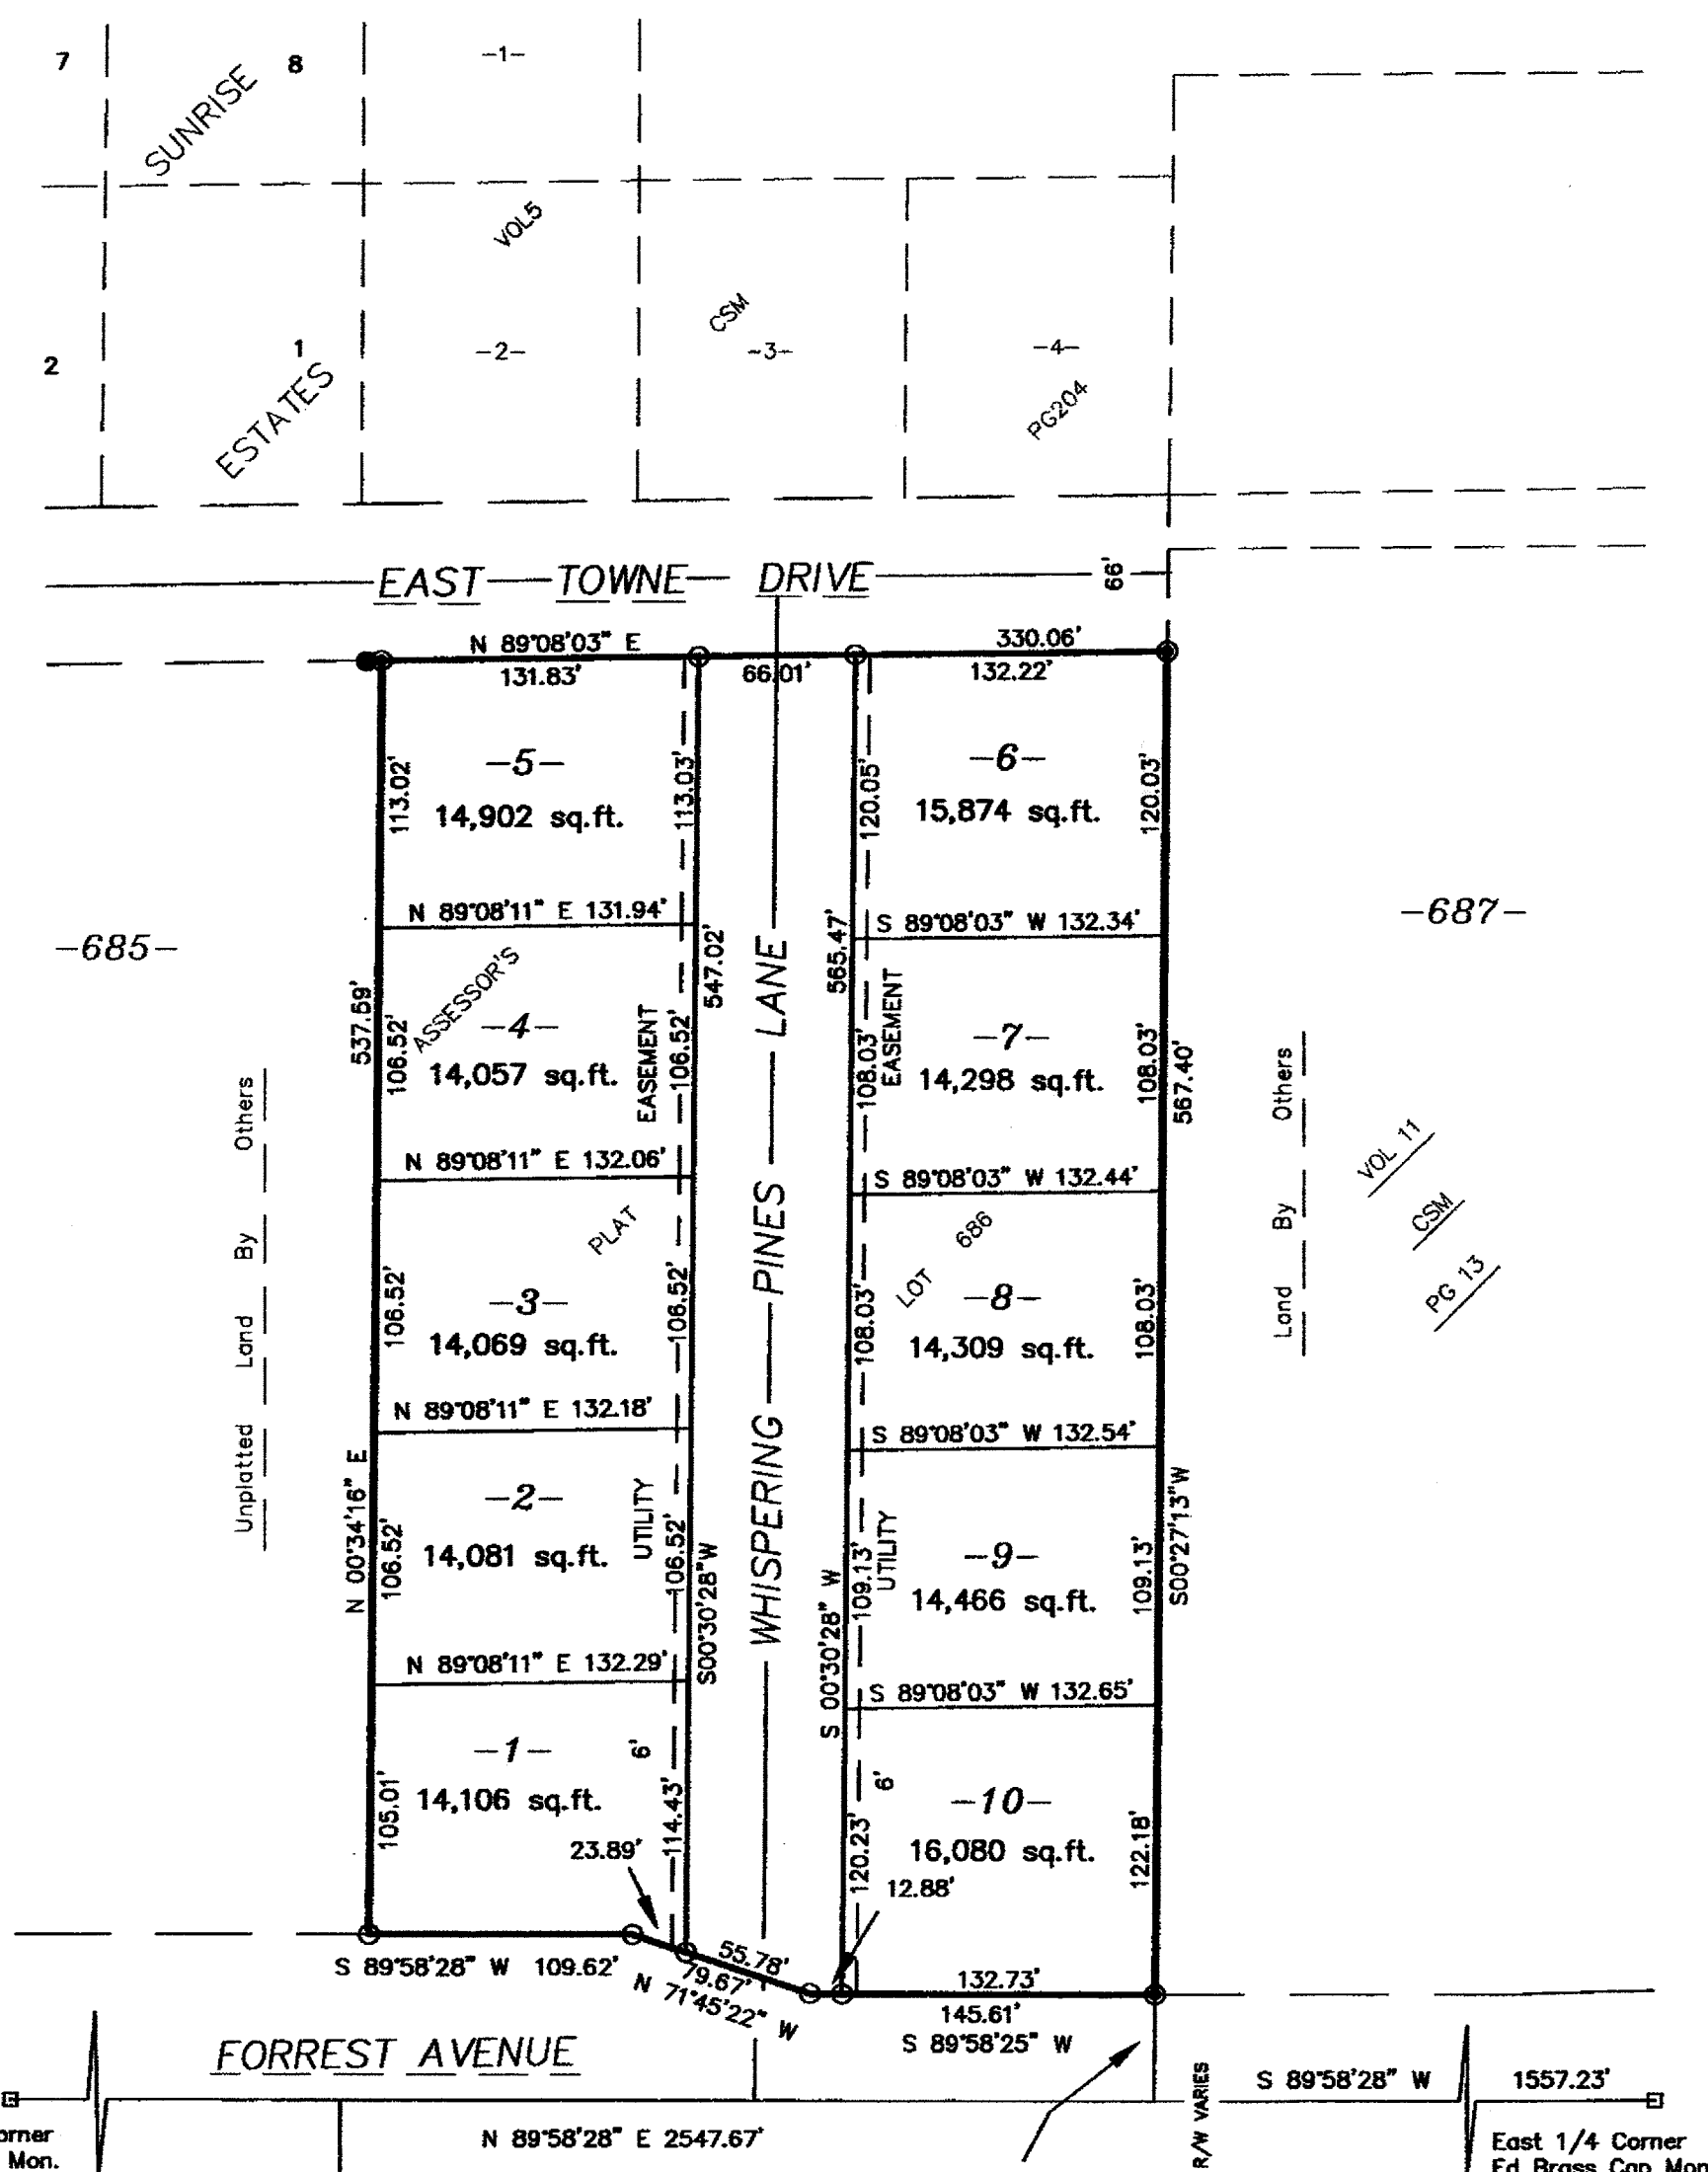 7
SUNRISE
8
-1-
VOL5
2
1
ESTATES
-2-
CSM
-3-
-4-
PG204
EAST TOWNE DRIVE
66'
N 89°08'03" E
330.06'
131.83'
66.01'
132.22'
-5-
14,902 sq.ft.
113.02'
113.03'
-6-
15,874 sq.ft.
120.05'
120.03'
N 89°08'11" E 131.94'
S 89°08'03" W 132.34'
-685-
-687-
537.59'
547.02'
565.47'
567.40'
ASSESSOR'S
-4-
14,057 sq.ft.
106.52'
106.52'
EASEMENT
-7-
14,298 sq.ft.
108.03'
108.03'
EASEMENT
N 89°08'11" E 132.06'
S 89°08'03" W 132.44'
Unplatted Land By Others
Land By Others
VOL 11
CSM
PG 13
PLAT
LOT 686
-3-
14,069 sq.ft.
106.52'
106.52'
-8-
14,309 sq.ft.
108.03'
108.03'
WHISPERING PINES LANE
N 89°08'11" E 132.18'
S 89°08'03" W 132.54'
N 00°34'16" E
-2-
14,081 sq.ft.
106.52'
106.52'
UTILITY
S00°30'28"W
S 00°30'28" W
-9-
14,466 sq.ft.
109.13'
109.13'
UTILITY
S00°27'13"W
N 89°08'11" E 132.29'
S 89°08'03" W 132.65'
-1-
14,106 sq.ft.
105.01'
114.43'
6'
23.89'
-10-
16,080 sq.ft.
120.23'
122.18'
6'
12.88'
S 89°58'28" W 109.62'
55.78'
79.67'
N 71°45'22" W
132.73'
145.61'
S 89°58'25" W
FORREST AVENUE
S 89°58'28" W 1557.23'
R/W VARIES
N 89°58'28" E 2547.67'
orner
Mon.
East 1/4 Corner
Fd Brass Cap Mon